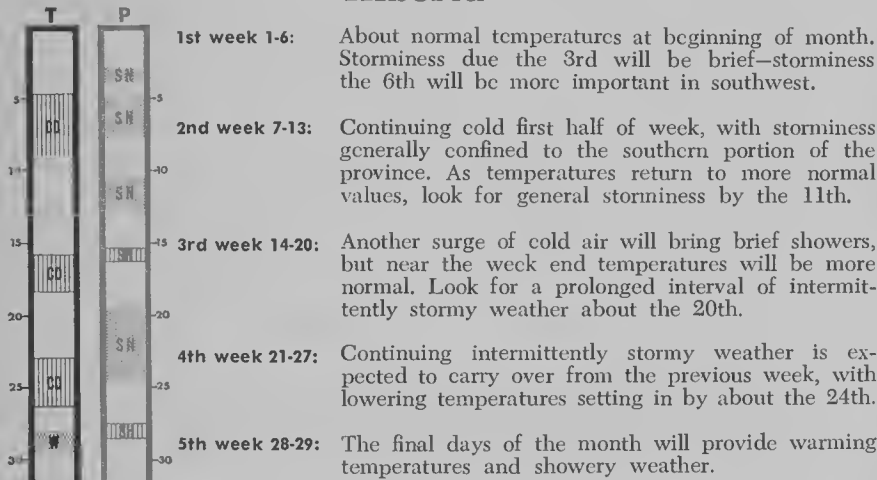 T P
1st week 1-6: About normal temperatures at beginning of month.
Storminess due the 3rd will be brief—storminess
the 6th will be more important in southwest.
2nd week 7-13: Continuing cold first half of week, with storminess
generally confined to the southern portion of the
province. As temperatures return to more normal
values, look for general storminess by the 11th.
3rd week 14-20: Another surge of cold air will bring brief showers,
but near the week end temperatures will be more
normal. Look for a prolonged interval of intermit-
tently stormy weather about the 20th.
4th week 21-27: Continuing intermittently stormy weather is ex-
pected to carry over from the previous week, with
lowering temperatures setting in by about the 24th.
5th week 28-29: The final days of the month will provide warming
temperatures and showery weather.
SN
5 -5
CD SN
-10
SN
15 -15
CD
20 -20
SN
25 CD -25
W SH
-30